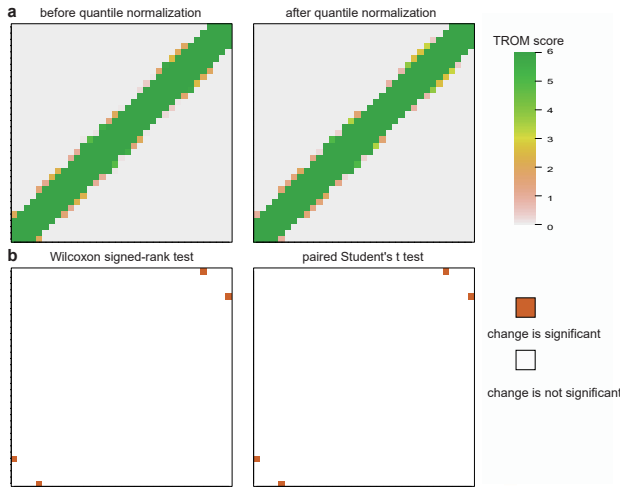 a
before quantile normalization
after quantile normalization
TROM score
6
5
4
3
2
1
0
b
Wilcoxon signed-rank test
paired Student's t test
change is significant
change is not significant